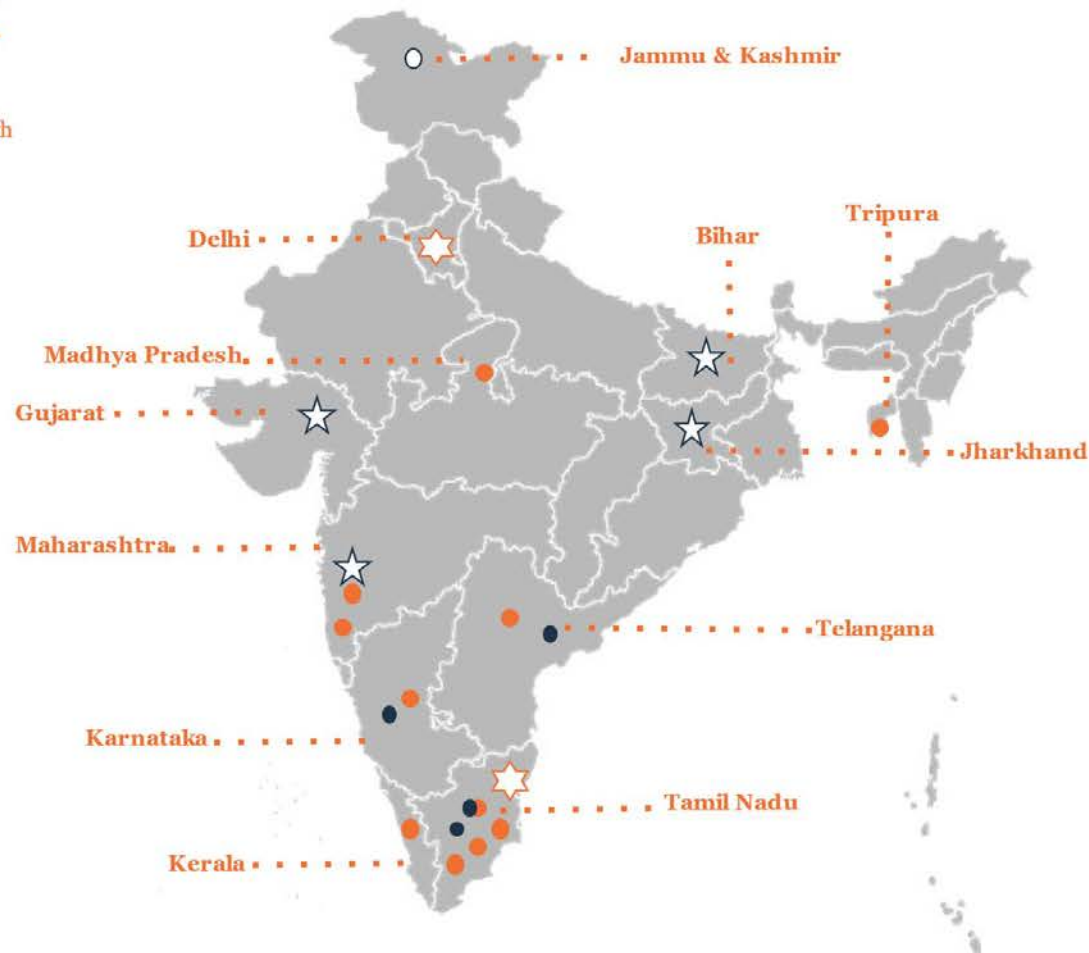 Jammu & Kashmir
h
Tripura
Bihar
Delhi
Madhya Pradesh
Gujarat
Jharkhand
Maharashtra
Telangana
Karnataka
Tamil Nadu
Kerala